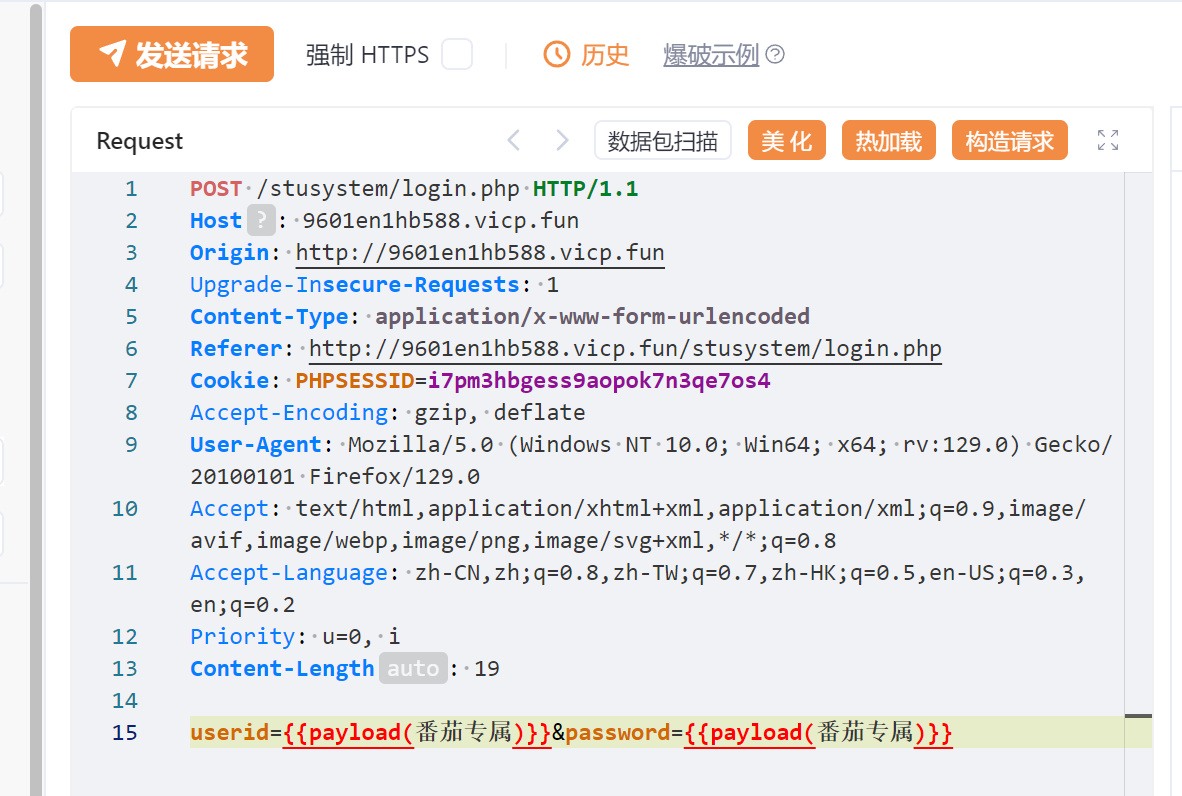 发送请求 强制 HTTPS 历史 爆破示例 ?
Request 数据包扫描 美化 热加载 构造请求
1 POST /stusystem/login.php HTTP/1.1
2 Host ? : 9601en1hb588.vicp.fun
3 Origin: http://9601en1hb588.vicp.fun
4 Upgrade-Insecure-Requests: 1
5 Content-Type: application/x-www-form-urlencoded
6 Referer: http://9601en1hb588.vicp.fun/stusystem/login.php
7 Cookie: PHPSESSID=i7pm3hbgess9aopok7n3qe7os4
8 Accept-Encoding: gzip, deflate
9 User-Agent: Mozilla/5.0 (Windows NT 10.0; Win64; x64; rv:129.0) Gecko/
20100101 Firefox/129.0
10 Accept: text/html,application/xhtml+xml,application/xml;q=0.9,image/
avif,image/webp,image/png,image/svg+xml,*/*;q=0.8
11 Accept-Language: zh-CN,zh;q=0.8,zh-TW;q=0.7,zh-HK;q=0.5,en-US;q=0.3,
en;q=0.2
12 Priority: u=0, i
13 Content-Length auto : 19
14
15 userid={{payload(番茄专属)}}&password={{payload(番茄专属)}}